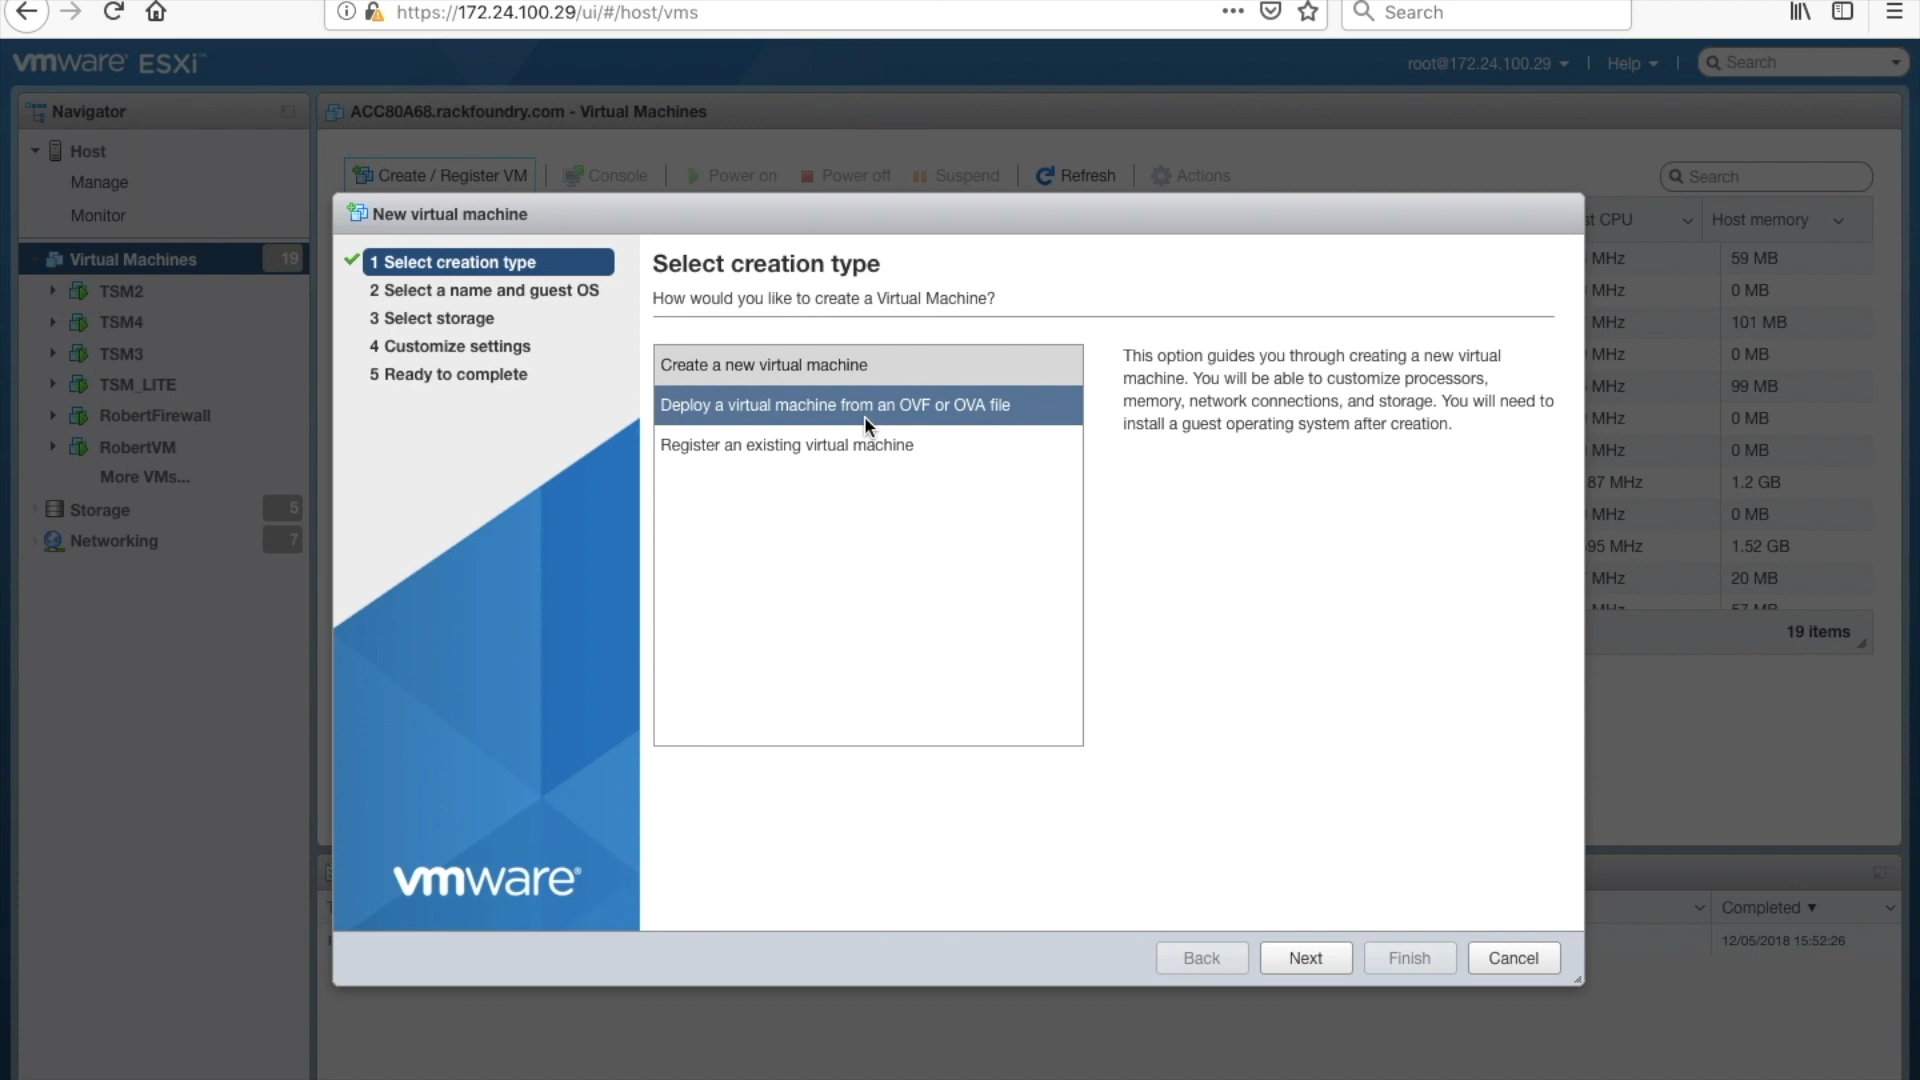 https://172.24.100.29/ui/#/host/vms
Search
vmware ESXi™
root@172.24.100.29
Help
Search
Navigator
ACC80A68.rackfoundry.com - Virtual Machines
Host
Manage
Monitor
Create / Register VM
Console
Power on
Power off
Suspend
Refresh
Actions
Search
Virtual Machines
19
TSM2
TSM4
TSM3
TSM_LITE
RobertFirewall
RobertVM
More VMs...
Storage
5
Networking
7
New virtual machine
1 Select creation type
2 Select a name and guest OS
3 Select storage
4 Customize settings
5 Ready to complete
vmware®
Select creation type
How would you like to create a Virtual Machine?
Create a new virtual machine
Deploy a virtual machine from an OVF or OVA file
Register an existing virtual machine
This option guides you through creating a new virtual
machine. You will be able to customize processors,
memory, network connections, and storage. You will need to
install a guest operating system after creation.
Back
Next
Finish
Cancel
CPU
Host memory
MHz
59 MB
MHz
0 MB
MHz
101 MB
MHz
0 MB
MHz
99 MB
MHz
0 MB
MHz
0 MB
87 MHz
1.2 GB
MHz
0 MB
95 MHz
1.52 GB
MHz
20 MB
MHz
57 MB
19 items
Completed ▼
12/05/2018 15:52:26